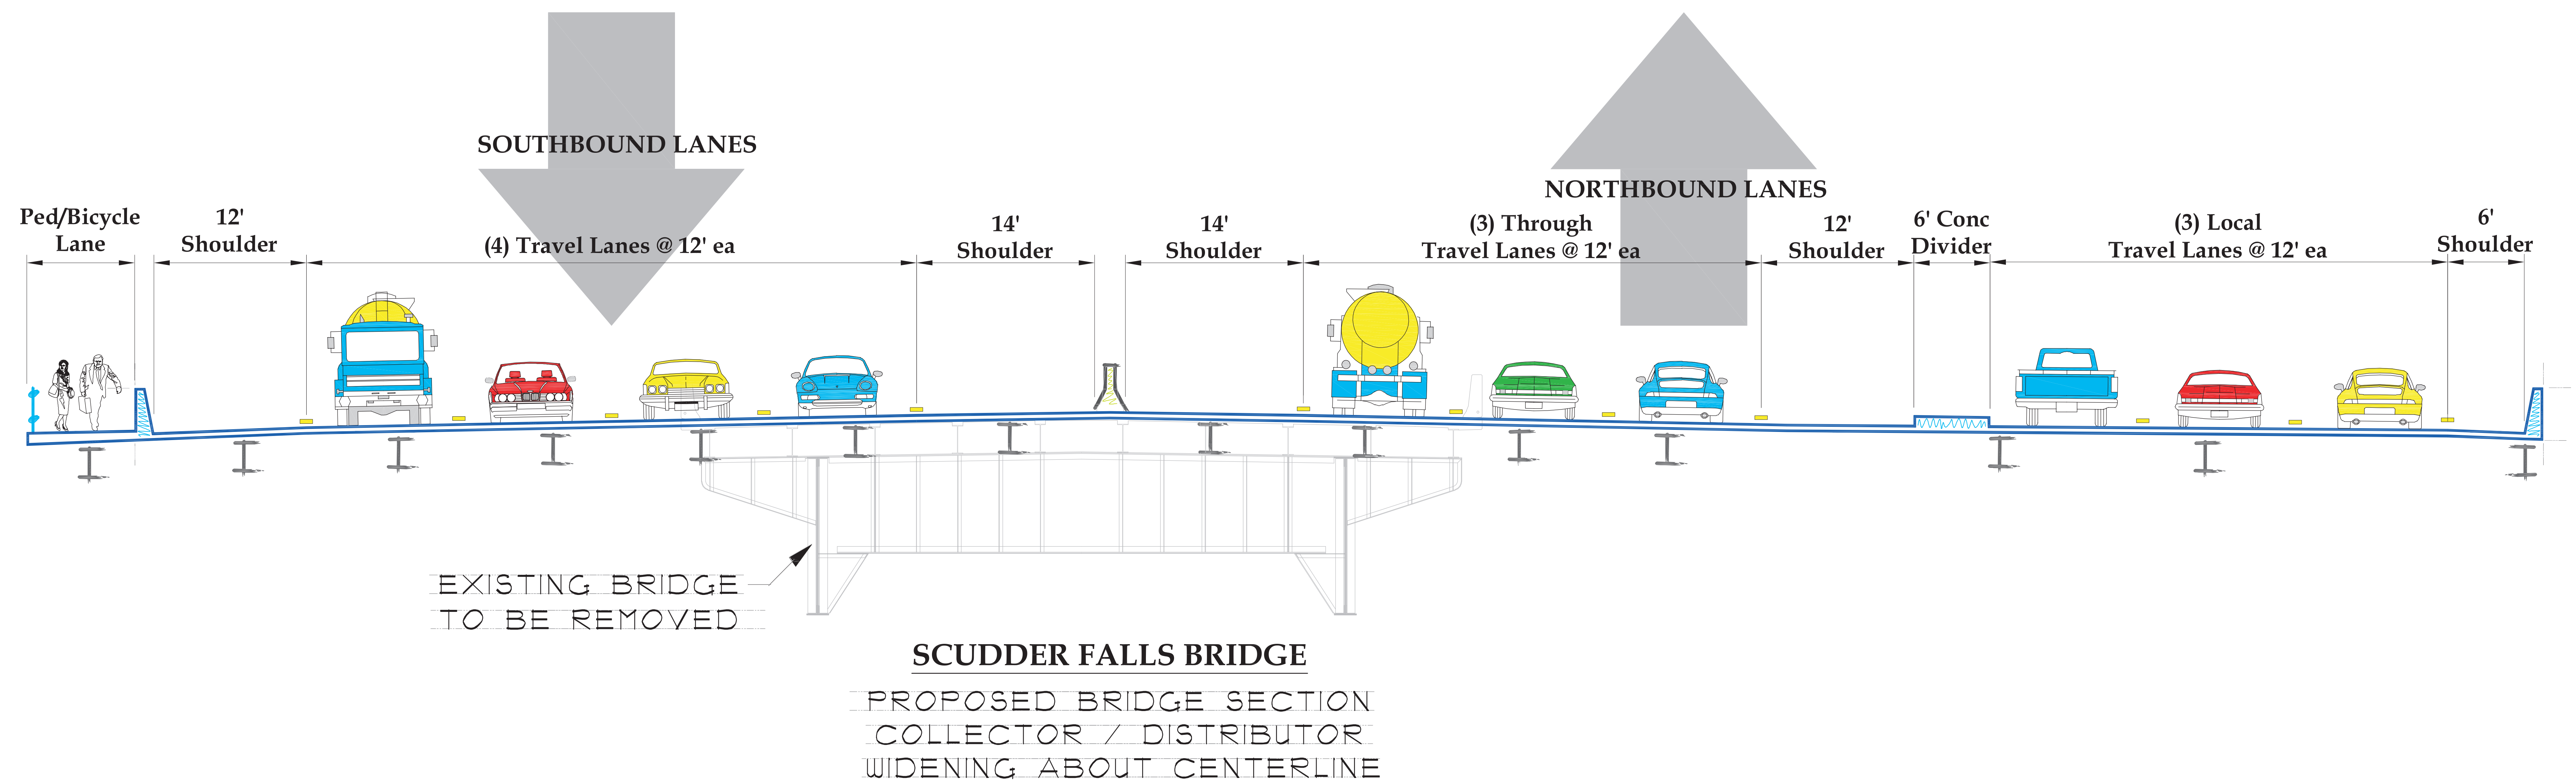 SOUTHBOUND LANES
NORTHBOUND LANES
Ped/Bicycle
Lane
12'
Shoulder
(4) Travel Lanes @ 12' ea
14'
Shoulder
14'
Shoulder
(3) Through
Travel Lanes @ 12' ea
12'
Shoulder
6' Conc
Divider
(3) Local
Travel Lanes @ 12' ea
6'
Shoulder
EXISTING BRIDGE
TO BE REMOVED
SCUDDER FALLS BRIDGE
PROPOSED BRIDGE SECTION
COLLECTOR / DISTRIBUTOR
WIDENING ABOUT CENTERLINE